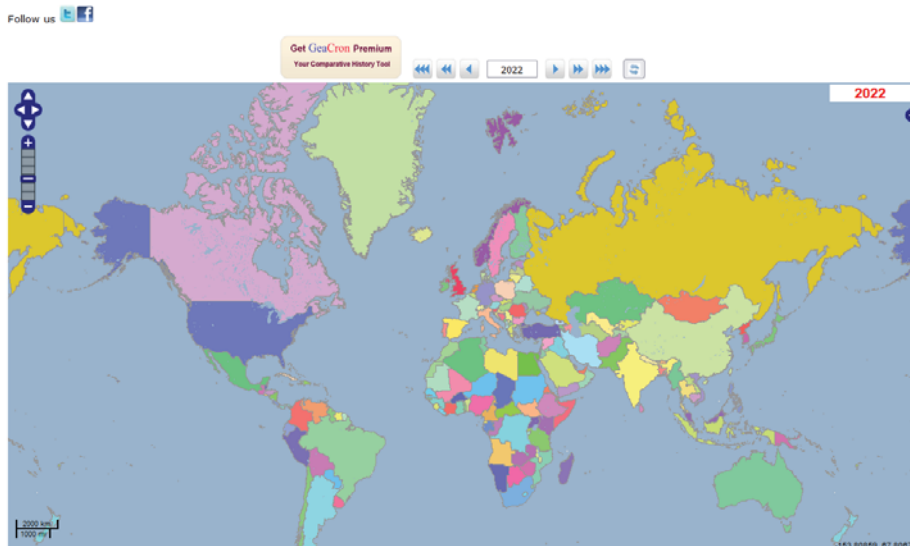 Follow us
Get GeaCron Premium
Your Comparative History Tool
2022
2022
2000 km
1000 mi